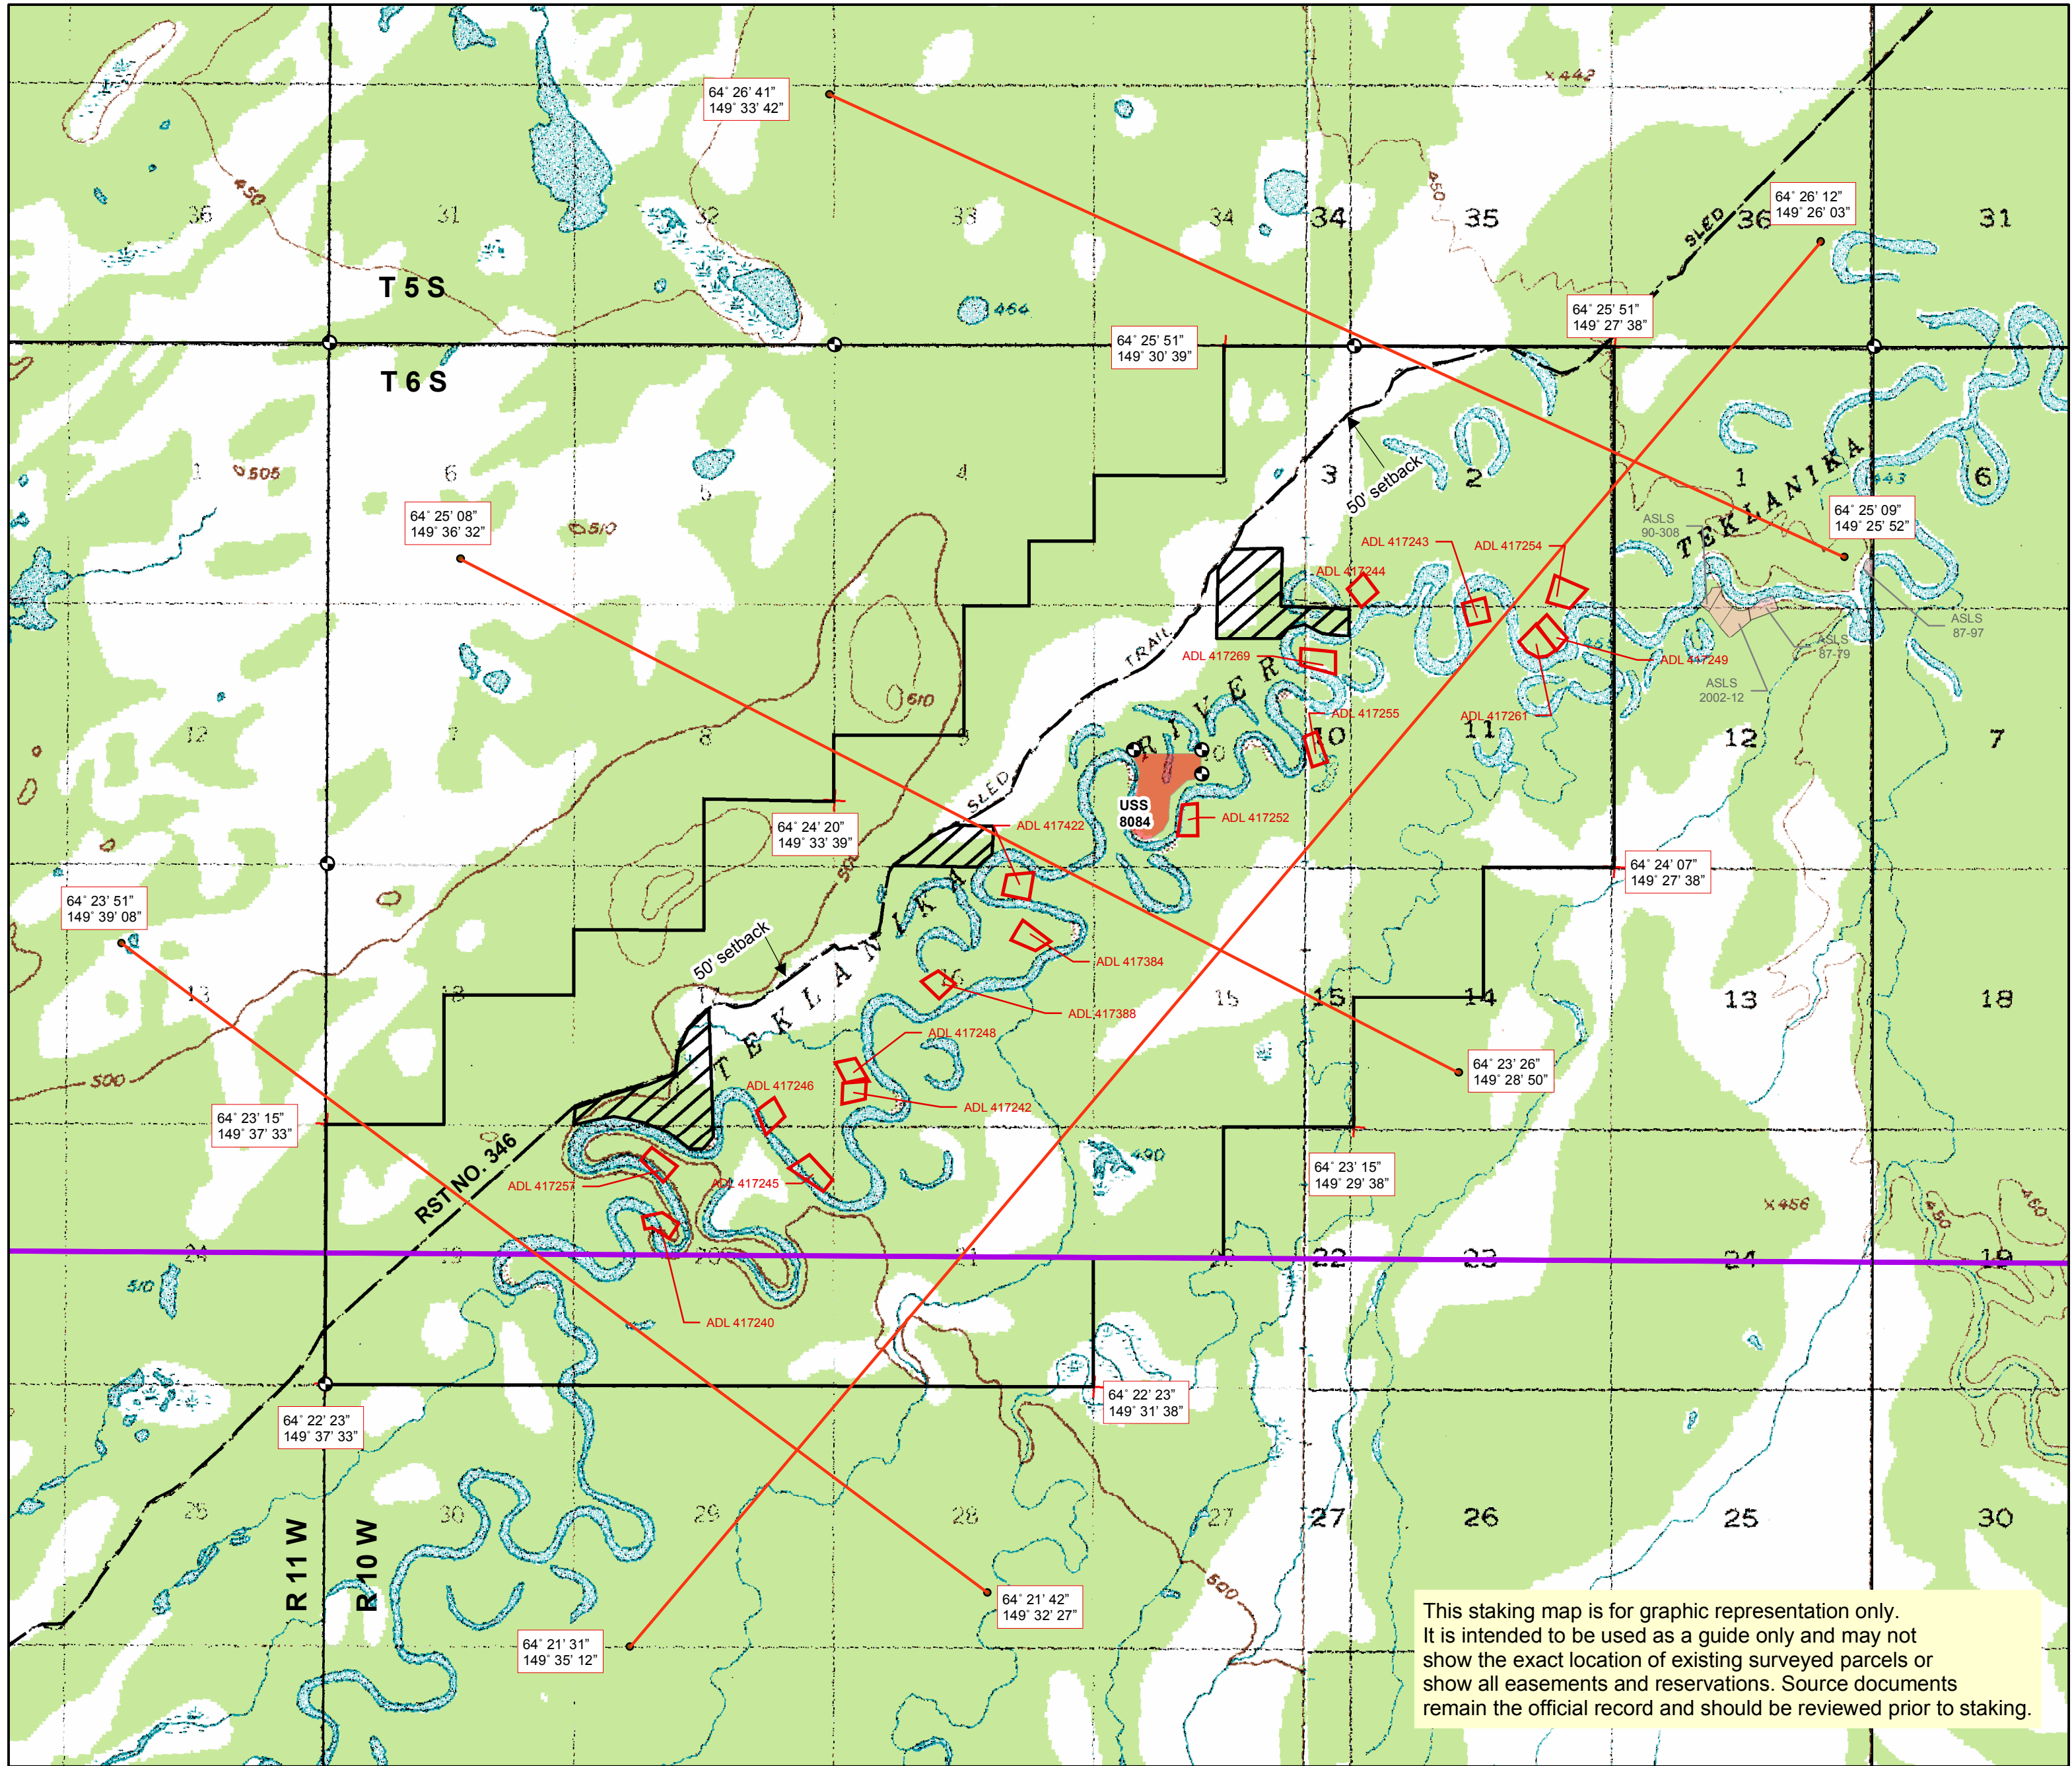 64° 26' 41"
149° 33' 42"
×442
450
450
36
31
32
33
34
34
35
36
31
SLED
64° 26' 12"
149° 26' 03"
T 5 S
464
64° 25' 51"
149° 30' 39"
64° 25' 51"
149° 27' 38"
T 6 S
1
505
6
5
4
3
3
2
1
6
443
50' setback
TEKLANIKA
64° 25' 08"
149° 36' 32"
510
64° 25' 09"
149° 25' 52"
ASLS
90-308
ADL 417243
ADL 417254
ADL 417244
TRAIL
ADL 417269
ADL 417249
ASLS
87-97
ASLS
87-79
ASLS
2002-12
RIVER
510
ADL 417255
ADL 417261
12
7
8
9
10
11
12
7
SLED
USS
8084
ADL 417252
ADL 417422
64° 24' 20"
149° 33' 39"
64° 24' 07"
149° 27' 38"
64° 23' 51"
149° 39' 08"
50' setback
TEKLANIKA
ADL 417384
13
18
17
16
15
15
14
13
18
ADL 417388
ADL 417248
500
ADL 417246
64° 23' 26"
149° 28' 50"
64° 23' 15"
149° 37' 33"
ADL 417242
RST NO. 346
490
64° 23' 15"
149° 29' 38"
ADL 417257
ADL 417245
×456
450
460
24
19
20
21
22
22
23
24
19
510
ADL 417240
64° 22' 23"
149° 37' 33"
64° 22' 23"
149° 31' 38"
R 11 W
R 10 W
25
30
29
28
27
27
26
25
30
500
64° 21' 42"
149° 32' 27"
64° 21' 31"
149° 35' 12"
This staking map is for graphic representation only.
It is intended to be used as a guide only and may not
show the exact location of existing surveyed parcels or
show all easements and reservations. Source documents
remain the official record and should be reviewed prior to staking.